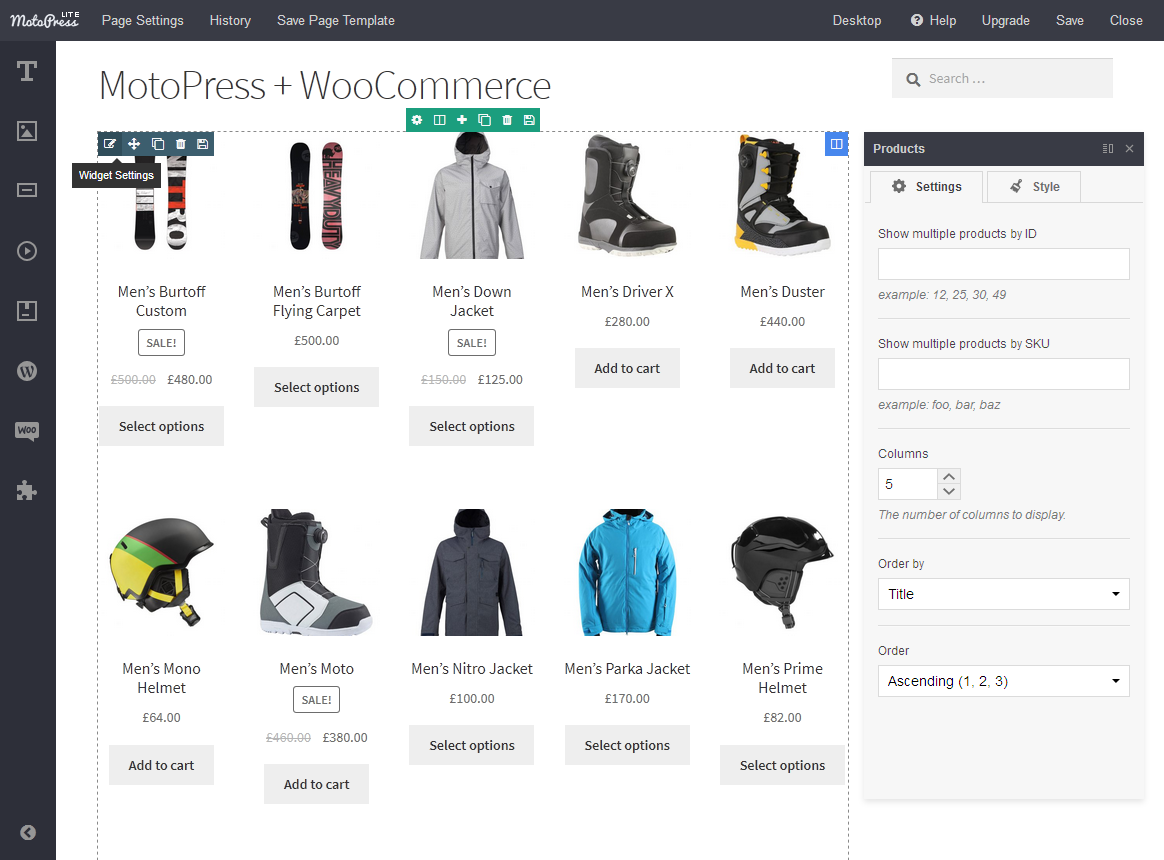 MotoPress LITE Page Settings History Save Page Template Desktop Help Upgrade Save Close
MotoPress + WooCommerce
Search …
Widget Settings
HEAVYDUTY
Men’s Burtoff Custom
SALE!
£500.00 £480.00
Select options
Men’s Burtoff Flying Carpet
£500.00
Select options
Men’s Down Jacket
SALE!
£150.00 £125.00
Select options
Men’s Driver X
£280.00
Add to cart
Men’s Duster
£440.00
Add to cart
Men’s Mono Helmet
£64.00
Add to cart
Men’s Moto
SALE!
£460.00 £380.00
Add to cart
Men’s Nitro Jacket
£100.00
Select options
Men’s Parka Jacket
£170.00
Select options
Men’s Prime Helmet
£82.00
Select options
Woo
Products
Settings Style
Show multiple products by ID
example: 12, 25, 30, 49
Show multiple products by SKU
example: foo, bar, baz
Columns
5
The number of columns to display.
Order by
Title
Order
Ascending (1, 2, 3)